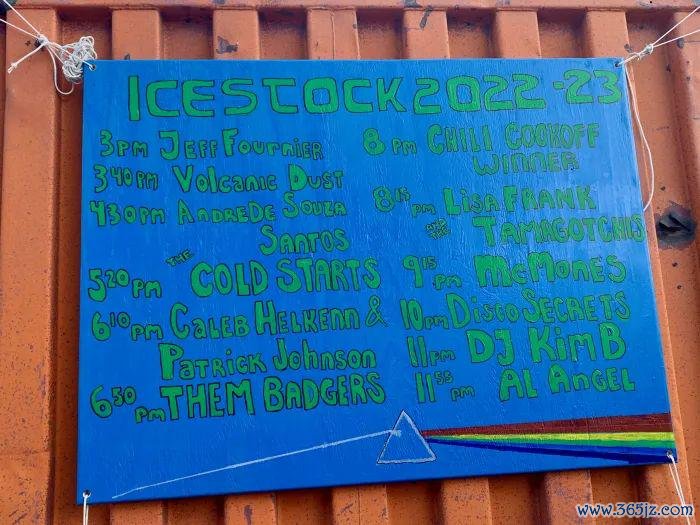 ICESTOCK 2022-23
3PM JEFF FOURNIER
340PM VOLCANIC DUST
430PM ANDRE DE SOUZA
SANTOS
520PM THE COLD STARTS
610PM CALEB HELKENN &
PATRICK JOHNSON
650PM THEM BADGERS
8PM CHILI COOKOFF
WINNER
815PM LISA FRANK
AND THE TAMAGOTCHIS
915PM MCMONES
10PM DISCO SECRETS
11PM DJ KIM B
1155PM AL ANGEL
www.365jz.com